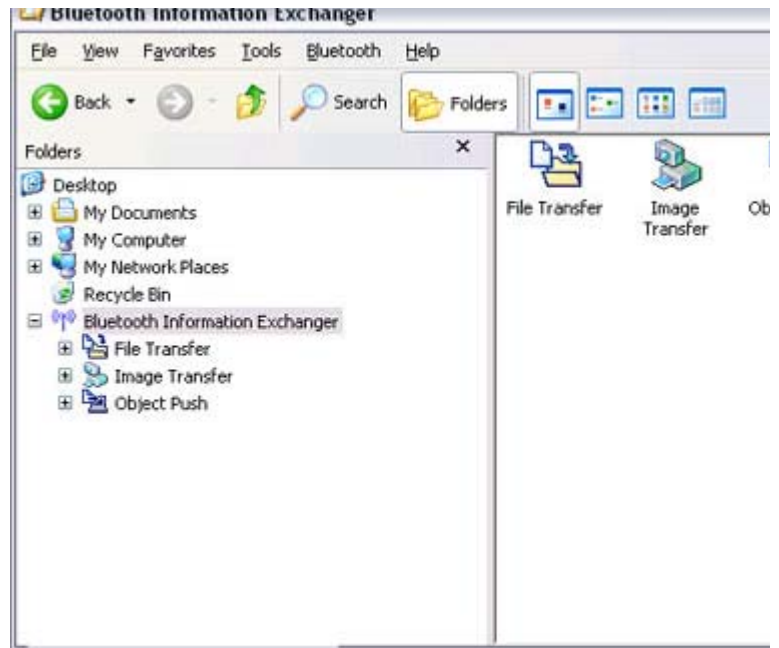 Bluetooth Information Exchanger
File View Favorites Tools Bluetooth Help
Back Search Folders
Folders
Desktop
My Documents
My Computer
My Network Places
Recycle Bin
Bluetooth Information Exchanger
File Transfer
Image Transfer
Object Push
File Transfer
Image
Transfer
Ob